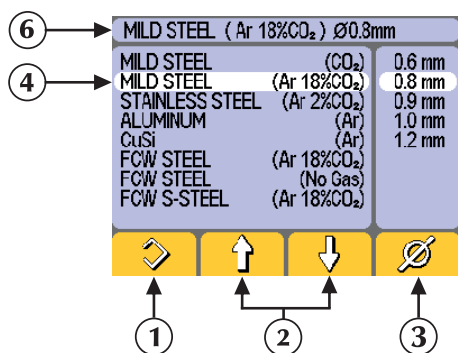 6
MILD STEEL ( Ar 18%CO₂ ) Ø0.8mm
MILD STEEL (CO₂) 0.6 mm
4
MILD STEEL (Ar 18%CO₂) 0.8 mm
STAINLESS STEEL (Ar 2%CO₂) 0.9 mm
ALUMINUM (Ar) 1.0 mm
CuSi (Ar) 1.2 mm
FCW STEEL (Ar 18%CO₂)
FCW STEEL (No Gas)
FCW S-STEEL (Ar 18%CO₂)
Ø
1 2 3